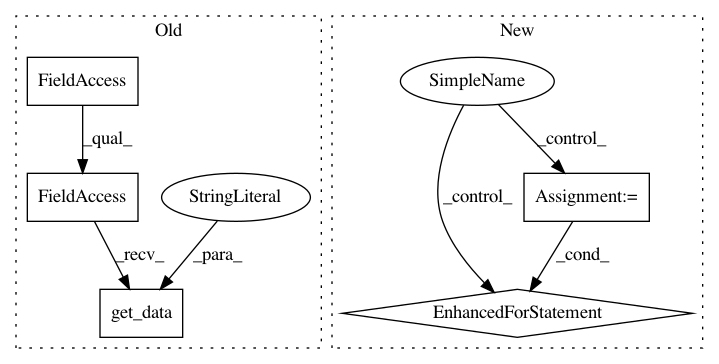 Old
New
FieldAccess
SimpleName
_qual_
_control_
FieldAccess
StringLiteral
_control_
Assignment:=
_recv_
_para_
_cond_
get_data
EnhancedForStatement